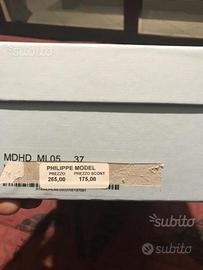 MDHD ML05 37
PHILIPPE MODEL
PREZZO PREZZO SCONT
265,00 175,00
subito
subito